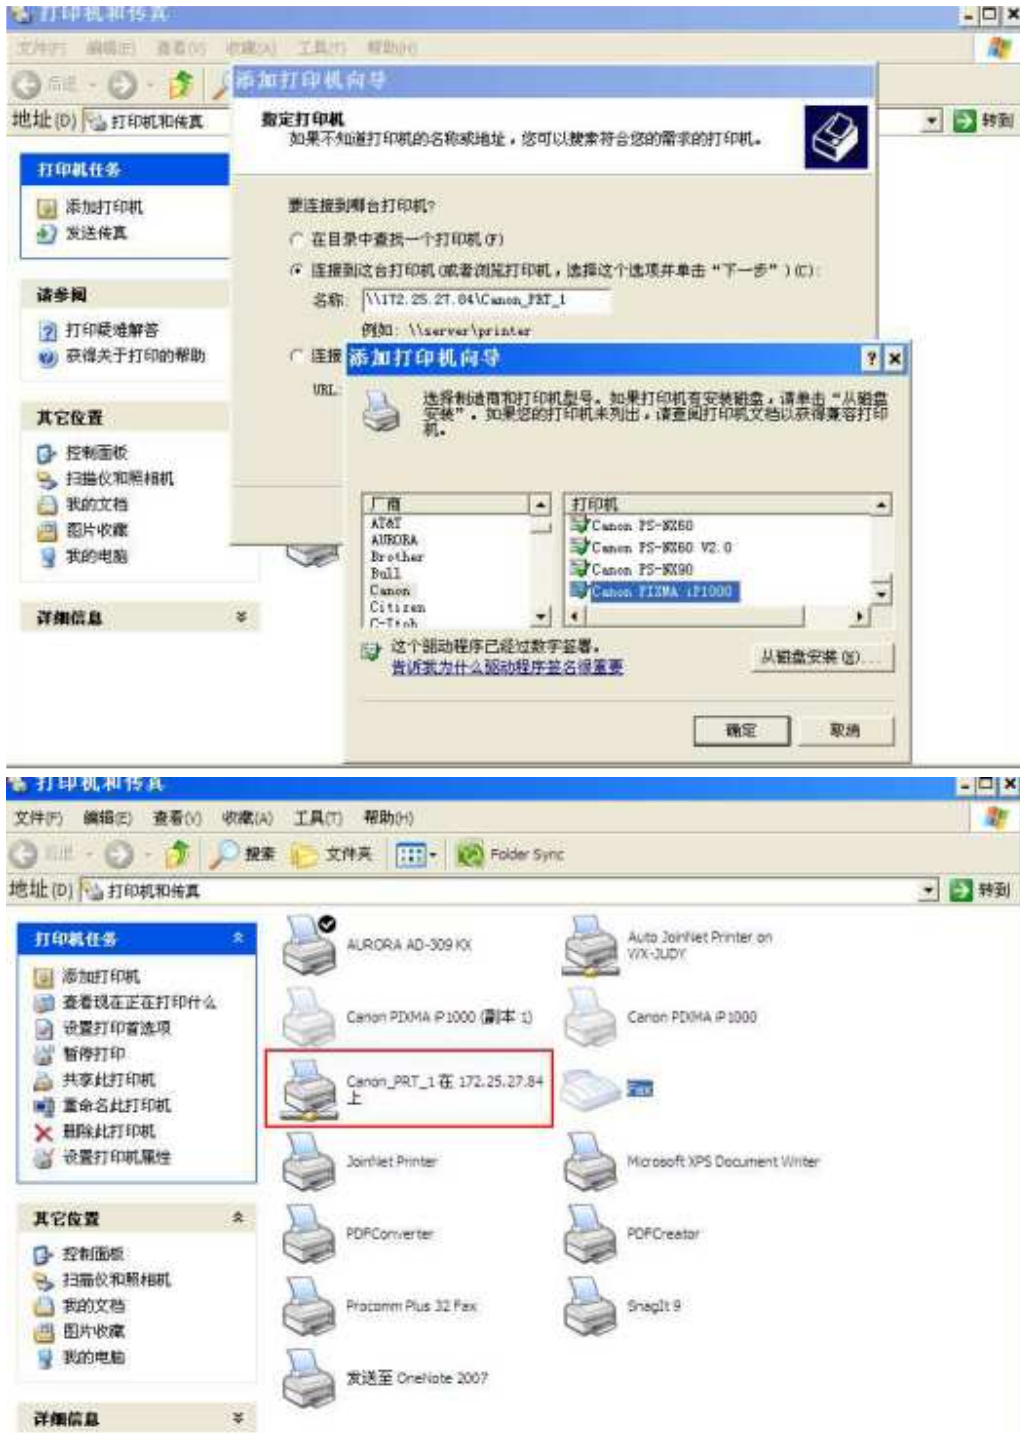 打印机和传真
文件(F) 编辑(E) 查看(V) 收藏(A) 工具(T) 帮助(H)
后退
地址(D) 打印机和传真 转到
打印机任务
添加打印机
发送传真
请参阅
打印疑难解答
获得关于打印的帮助
其它位置
控制面板
扫描仪和照相机
我的文档
图片收藏
我的电脑
详细信息
添加打印机向导
指定打印机
如果不知道打印机的名称或地址，您可以搜索符合您的需求的打印机。
要连接到哪台打印机?
在目录中查找一个打印机(F)
连接到这台打印机(或者浏览打印机，选择这个选项并单击“下一步”)(C):
名称: \\172.25.27.84\Canon_PRT_1
例如: \\server\printer
连接
URL:
添加打印机向导
选择制造商和打印机型号。如果打印机有安装磁盘，请单击“从磁盘
安装”。如果您的打印机未列出，请查阅打印机文档以获得兼容打印
机。
厂商
AT&T
AURORA
Brother
Bull
Canon
Citizen
C-Itoh
打印机
Canon PS-NX60
Canon PS-NX60 V2.0
Canon PS-NX90
Canon PIXMA iP1000
这个驱动程序已经过数字签署。
告诉我为什么驱动程序签名很重要
从磁盘安装(H)...
确定 取消
打印机和传真
文件(F) 编辑(E) 查看(V) 收藏(A) 工具(T) 帮助(H)
后退 搜索 文件夹 Folder Sync
地址(D) 打印机和传真 转到
打印机任务
添加打印机
查看现在正在打印什么
设置打印首选项
暂停打印
共享此打印机
重命名此打印机
删除此打印机
设置打印机属性
其它位置
控制面板
扫描仪和照相机
我的文档
图片收藏
我的电脑
详细信息
AURORA AD-309 KX
Auto JoinNet Printer on
VIX-JUDY
Canon PIXMA iP1000 (副本 1)
Canon PIXMA iP1000
Canon_PRT_1 在 172.25.27.84
上
Fax
JoinNet Printer
Microsoft XPS Document Writer
PDFConverter
PDFCreator
Procomm Plus 32 Fax
SnagIt 9
发送至 OneNote 2007